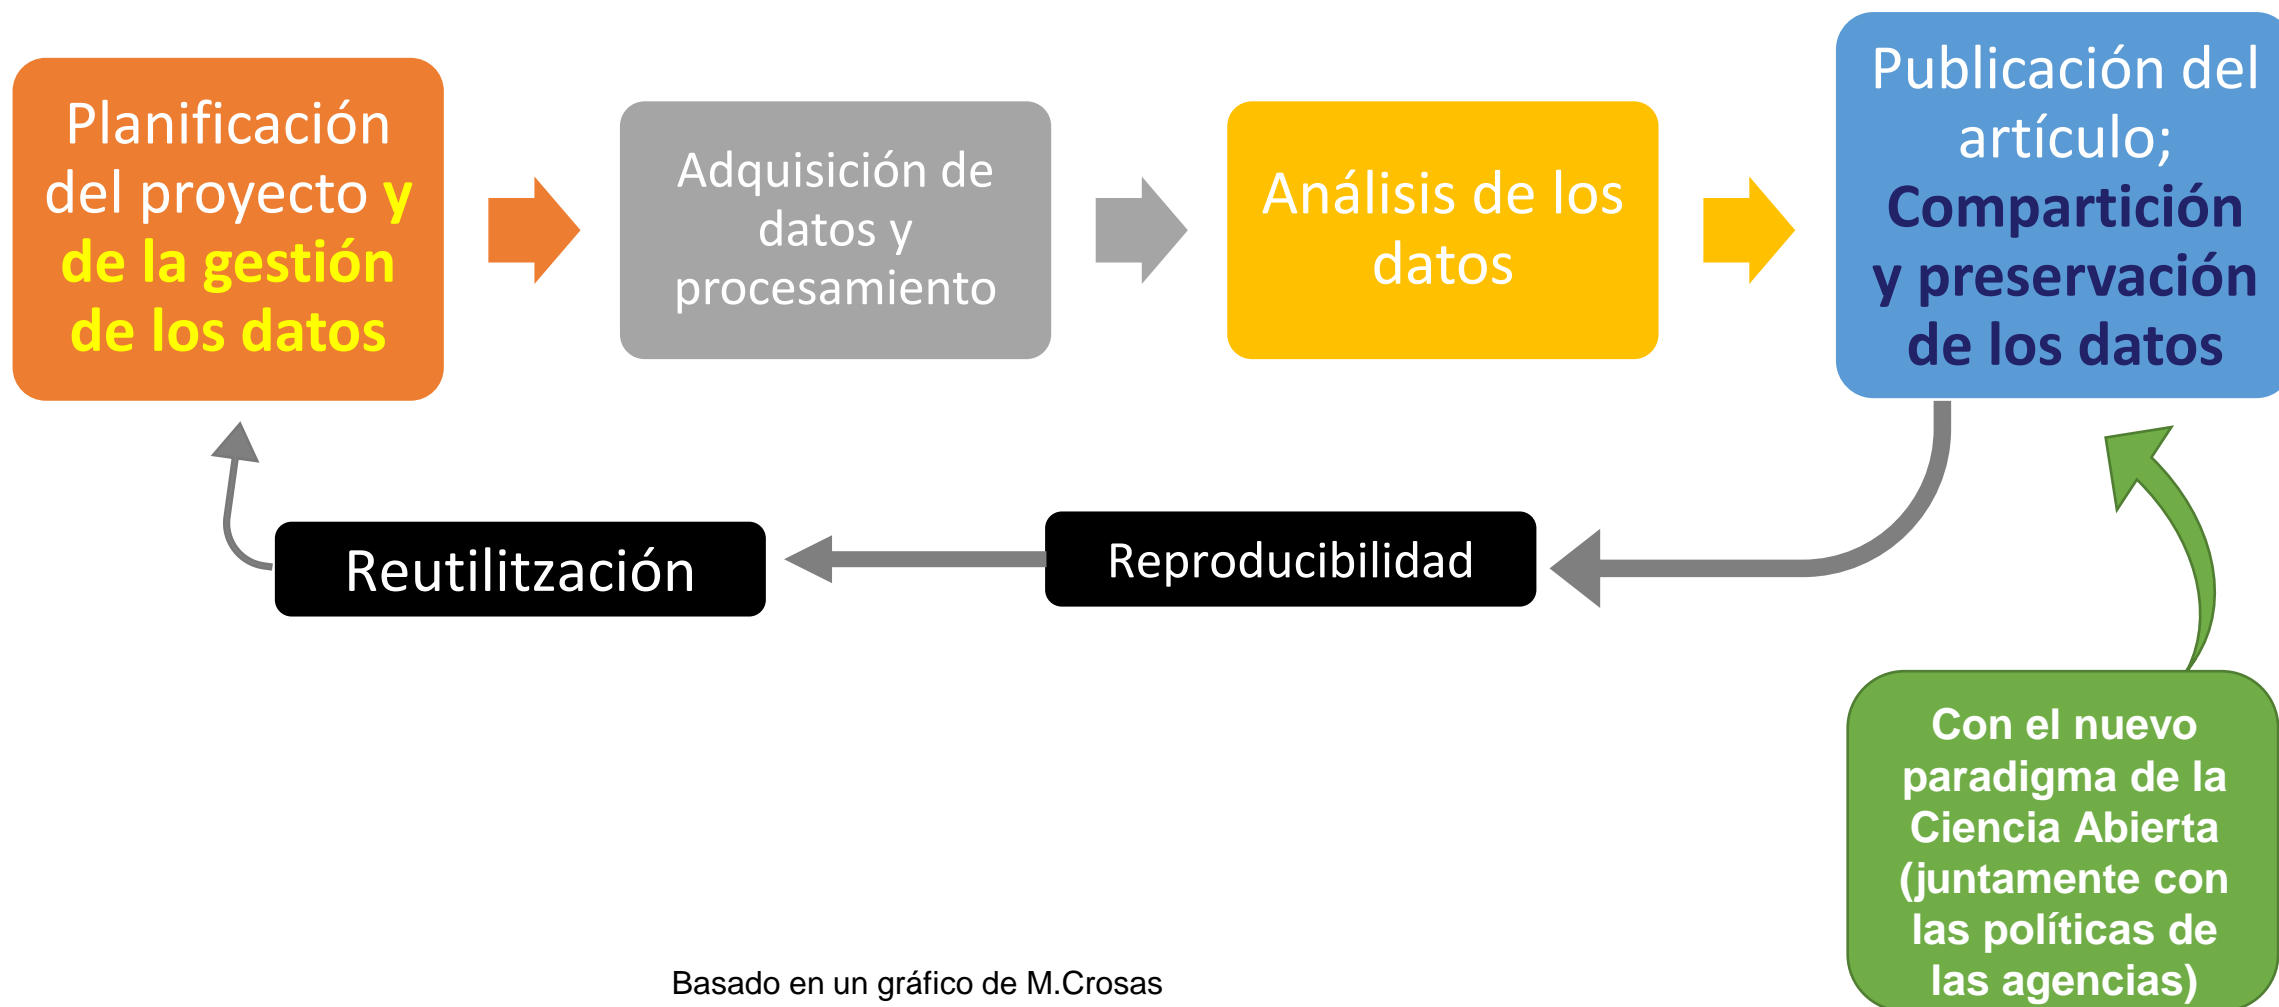 Planificación
del proyecto y
de la gestión
de los datos
Adquisición de
datos y
procesamiento
Análisis de los
datos
Publicación del
artículo;
Compartición
y preservación
de los datos
Reutilitzación
Reproducibilidad
Con el nuevo
paradigma de la
Ciencia Abierta
(juntamente con
las políticas de
las agencias)
Basado en un gráfico de M.Crosas